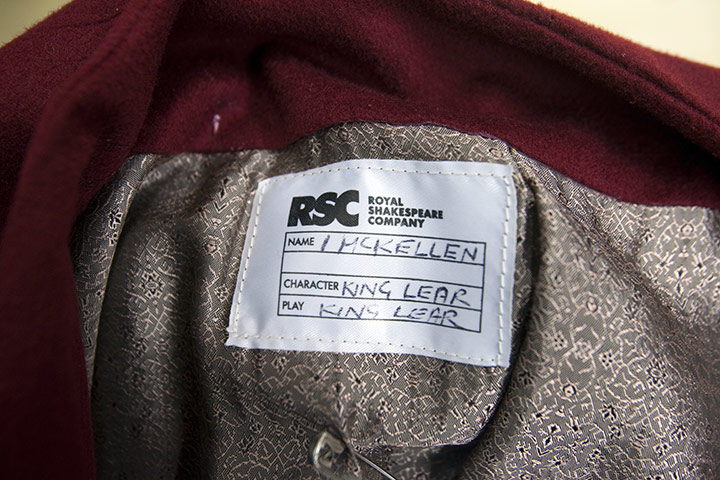 RSC ROYAL
SHAKESPEARE
COMPANY
NAME I MCKELLEN
CHARACTER KING LEAR
PLAY KING LEAR